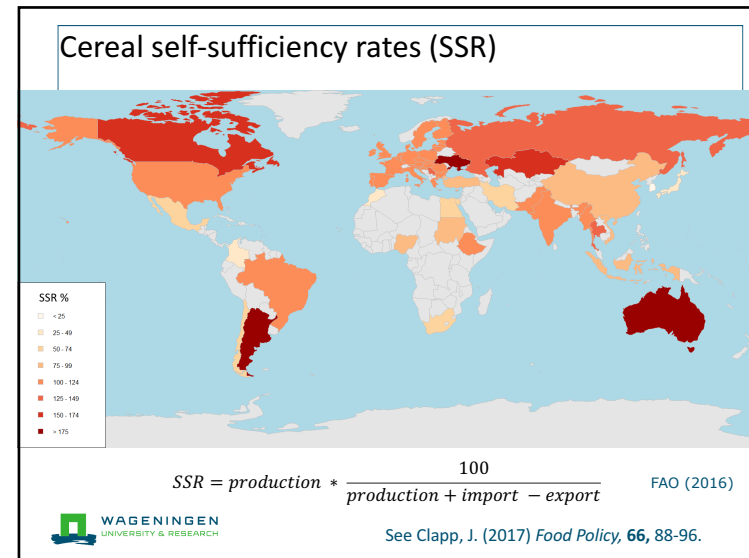 Cereal self-sufficiency rates (SSR)
SSR %
< 25
25 - 49
50 - 74
75 - 99
100 - 124
125 - 149
150 - 174
> 175
SSR = production * 100 / production + import − export
FAO (2016)
WAGENINGEN
UNIVERSITY & RESEARCH
See Clapp, J. (2017) Food Policy, 66, 88-96.